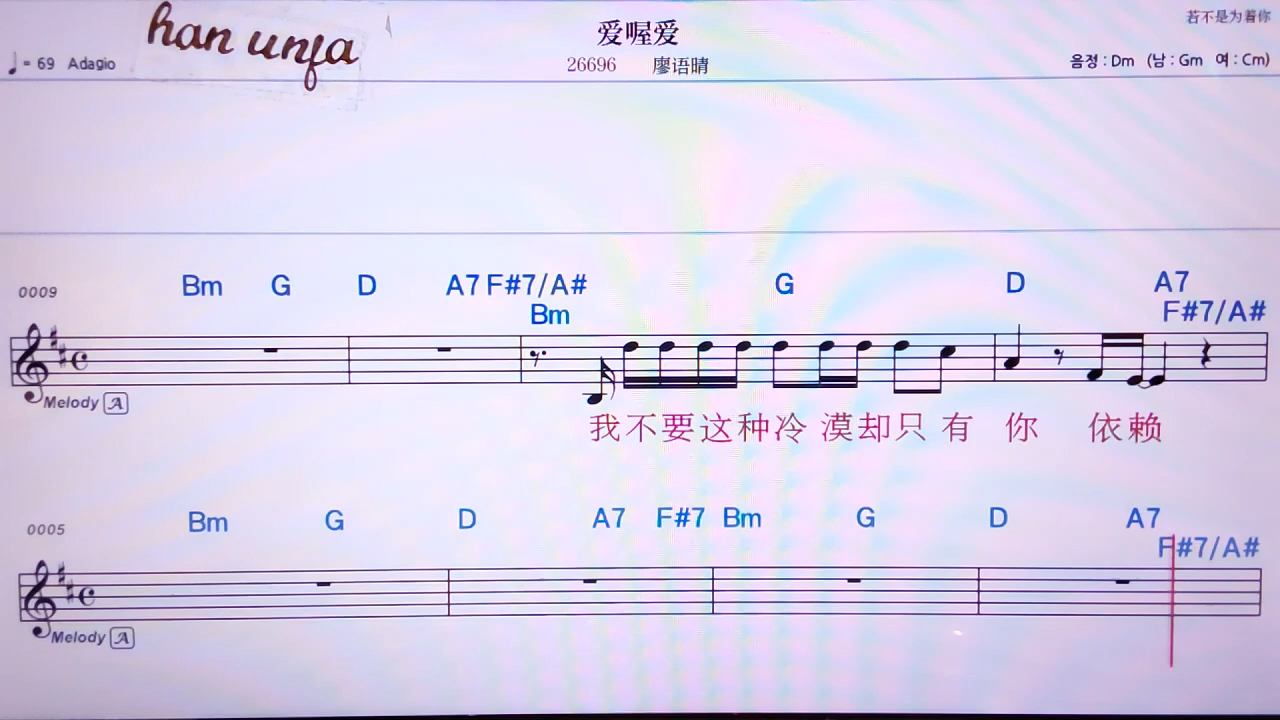 han unfa
爱喔爱
若不是为着你
♩= 69 Adagio
26696 廖语晴
음정 : Dm (남 : Gm 여 : Cm)
0009
Bm G D A7 F#7/A# G D A7
Bm F#7/A#
Melody A
我不要这种冷漠却只有你 依赖
0005
Bm G D A7 F#7 Bm G D A7
F#7/A#
Melody A